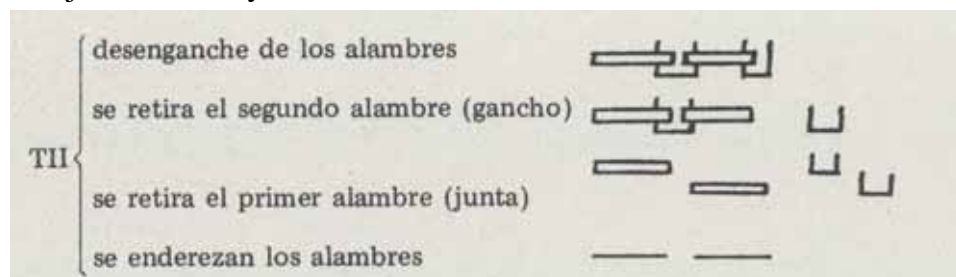 desenganche de los alambres
se retira el segundo alambre (gancho)
TII
se retira el primer alambre (junta)
se enderezan los alambres